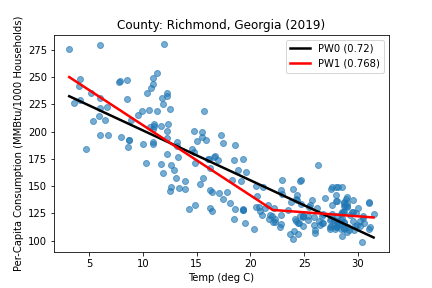 County: Richmond, Georgia (2019)
PW0 (0.72)
PW1 (0.768)
Per-Capita Consumption (MMBtu/1000 Households)
275
250
225
200
175
150
125
100
5 10 15 20 25 30
Temp (deg C)